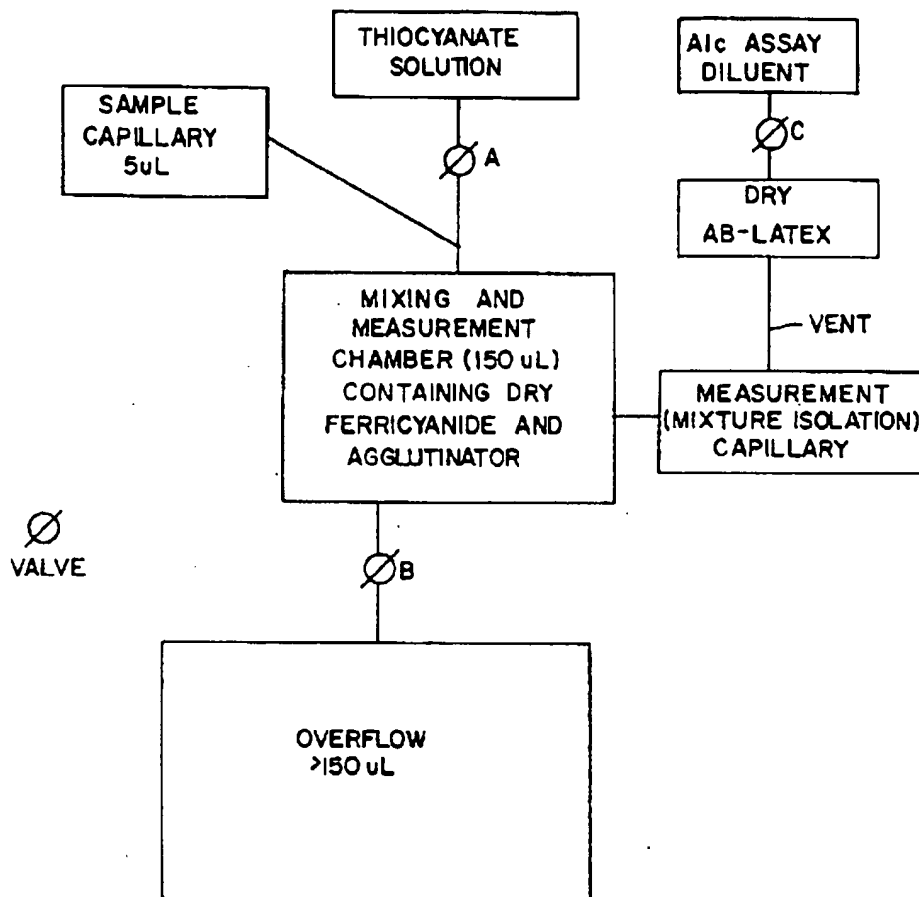 THIOCYANATE
SOLUTION
A1c ASSAY
DILUENT
SAMPLE
CAPILLARY
5uL
A
C
DRY
AB-LATEX
MIXING AND
MEASUREMENT
CHAMBER (150 uL)
CONTAINING DRY
FERRICYANIDE AND
AGGLUTINATOR
VENT
MEASUREMENT
(MIXTURE ISOLATION)
CAPILLARY
VALVE
B
OVERFLOW
>150 uL